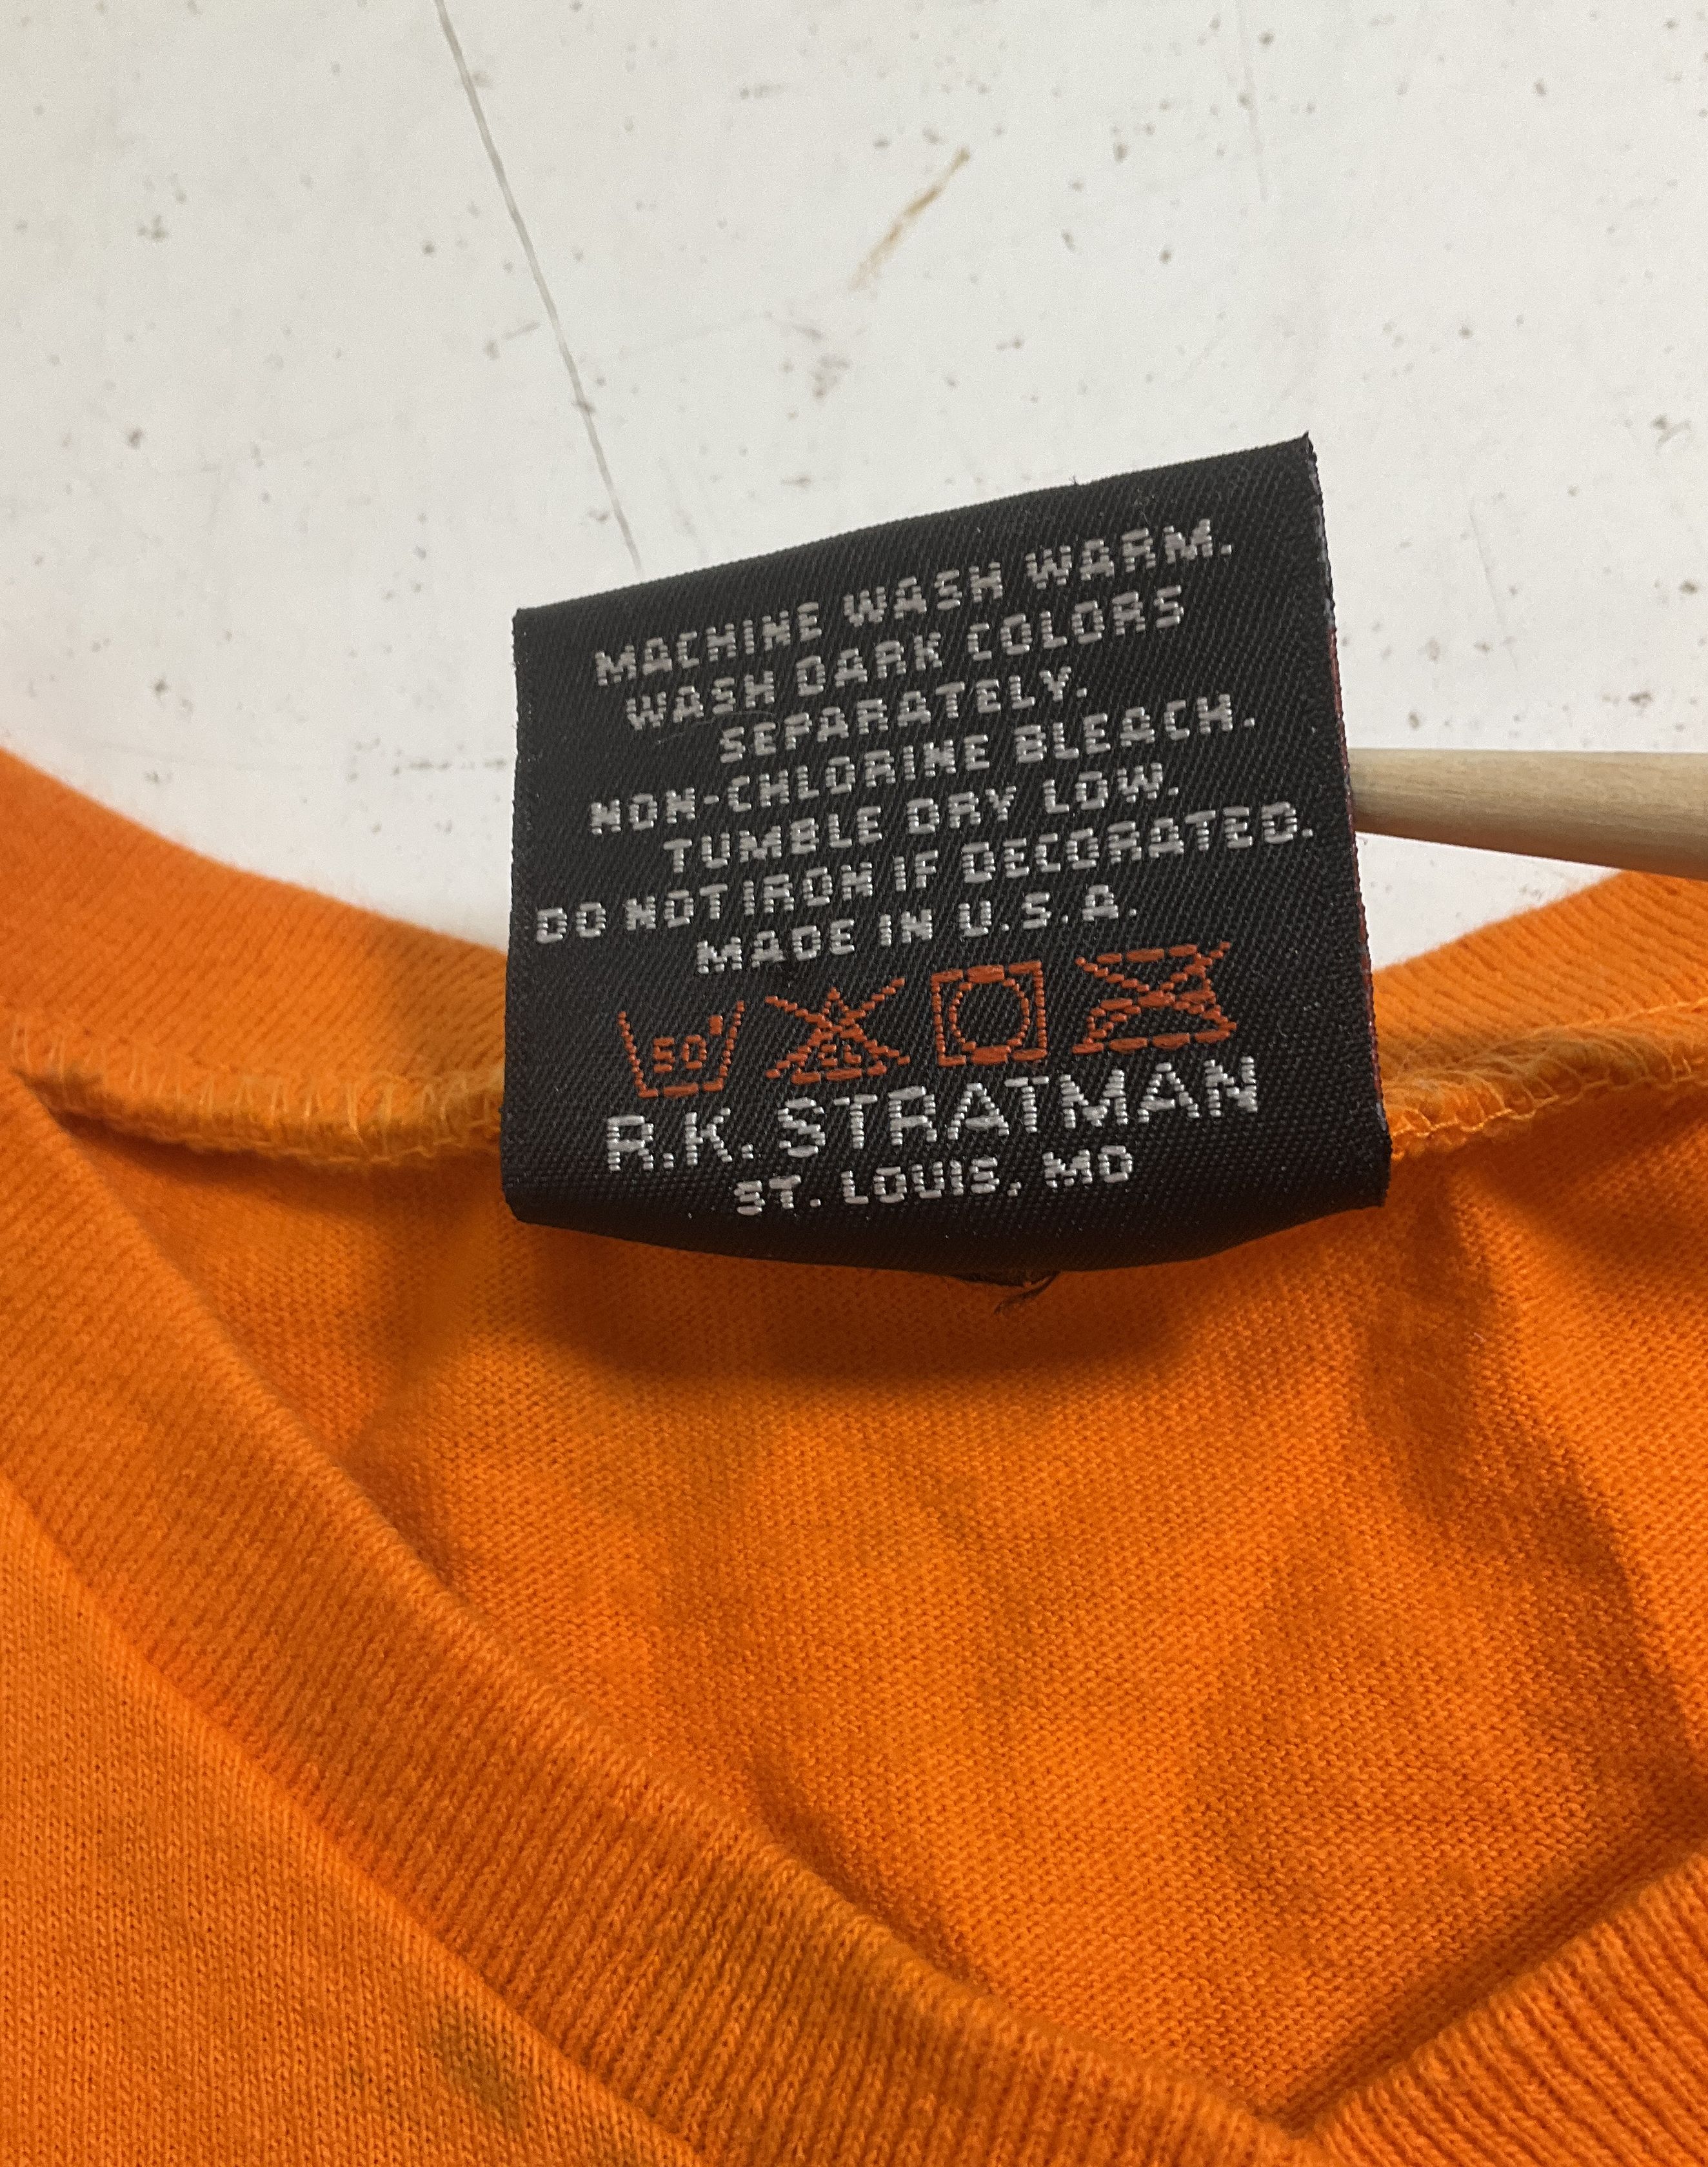 MACHINE WASH WARM.
WASH DARK COLORS
SEPARATELY.
NON-CHLORINE BLEACH.
TUMBLE DRY LOW.
DO NOT IRON IF DECORATED.
MADE IN U.S.A.
50° CL
R.K. STRATMAN
ST. LOUIS, MO